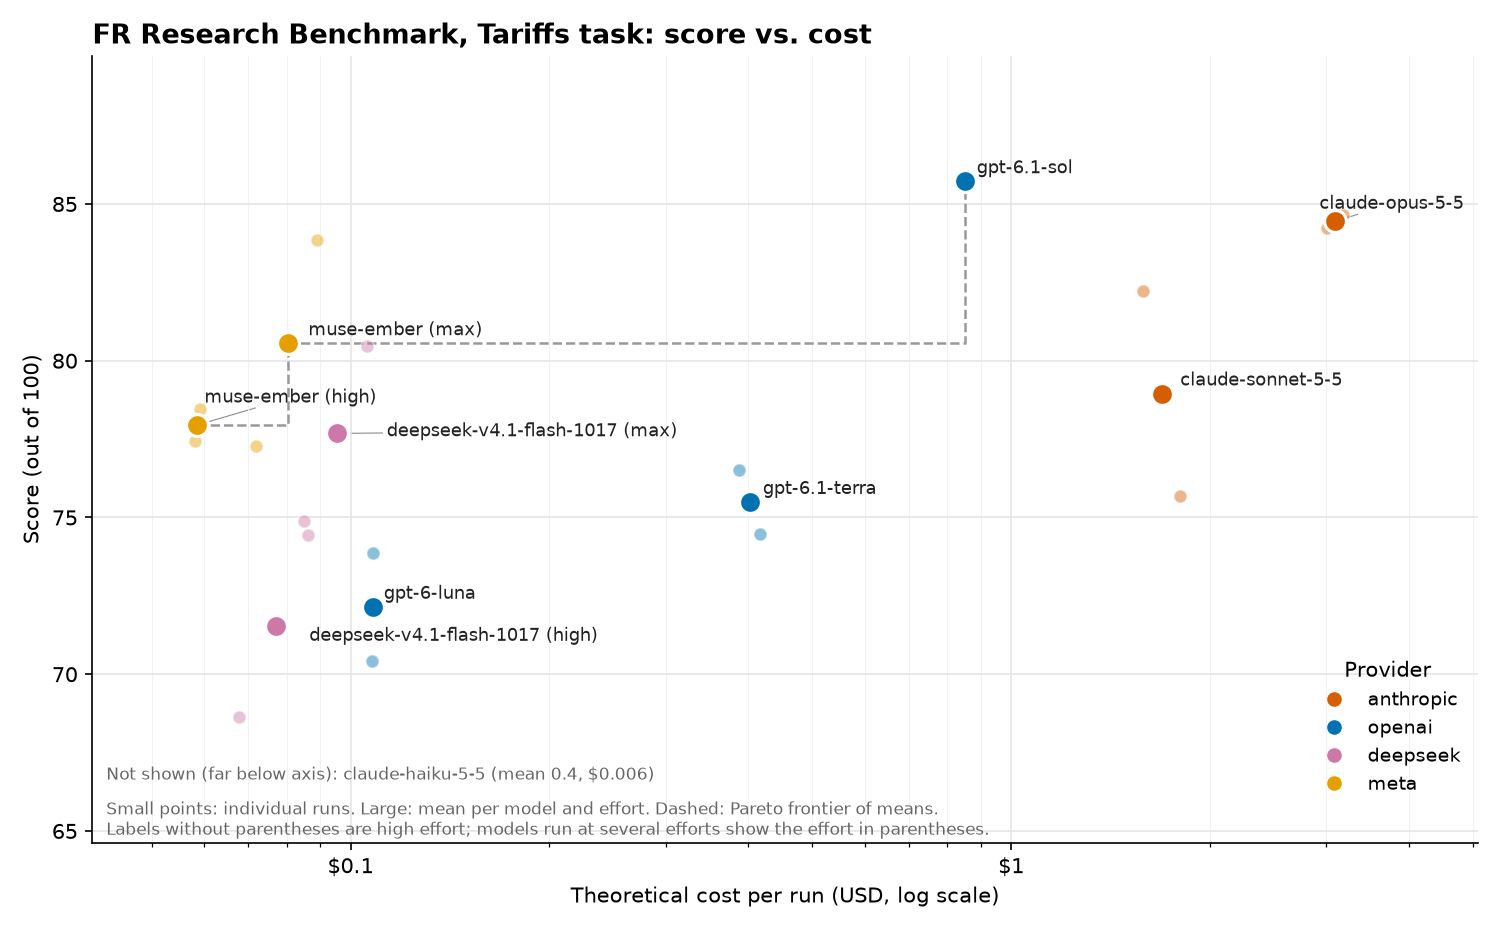 FR Research Benchmark, Tariffs task: score vs. cost
gpt-6.1-sol
85
claude-opus-5-5
muse-ember (max)
80
claude-sonnet-5-5
muse-ember (high)
deepseek-v4.1-flash-1017 (max)
gpt-6.1-terra
75
gpt-6-luna
deepseek-v4.1-flash-1017 (high)
70
Score (out of 100)
Provider
anthropic
openai
deepseek
meta
Not shown (far below axis): claude-haiku-5-5 (mean 0.4, $0.006)
Small points: individual runs. Large: mean per model and effort. Dashed: Pareto frontier of means.
Labels without parentheses are high effort; models run at several efforts show the effort in parentheses.
65
$0.1
$1
Theoretical cost per run (USD, log scale)